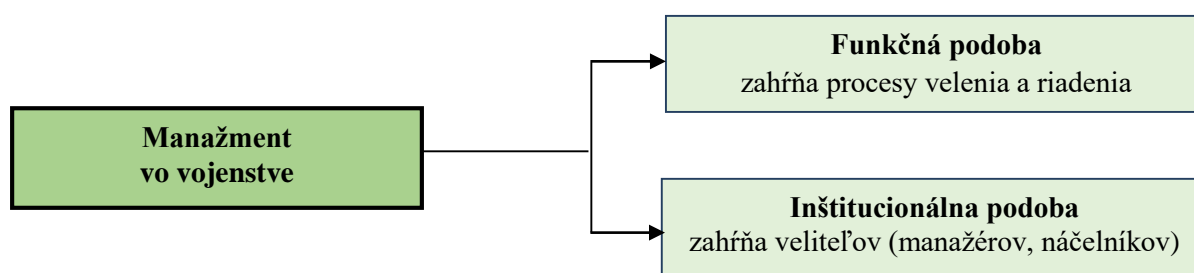 Funkčná podoba
zahŕňa procesy velenia a riadenia
Manažment
vo vojenstve
Inštitucionálna podoba
zahŕňa veliteľov (manažérov, náčelníkov)